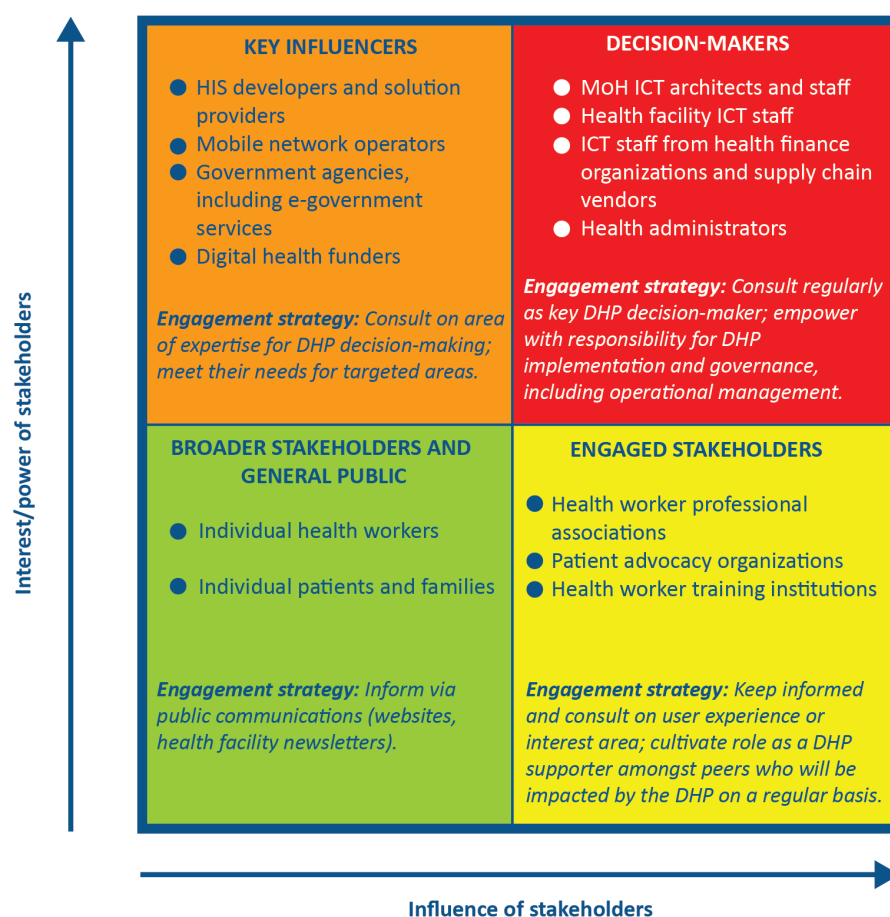 Interest/power of stakeholders
KEY INFLUENCERS
● HIS developers and solution
providers
● Mobile network operators
● Government agencies,
including e-government
services
● Digital health funders
Engagement strategy: Consult on area
of expertise for DHP decision-making;
meet their needs for targeted areas.
DECISION-MAKERS
● MoH ICT architects and staff
● Health facility ICT staff
● ICT staff from health finance
organizations and supply chain
vendors
● Health administrators
Engagement strategy: Consult regularly
as key DHP decision-maker; empower
with responsibility for DHP
implementation and governance,
including operational management.
BROADER STAKEHOLDERS AND
GENERAL PUBLIC
● Individual health workers
● Individual patients and families
Engagement strategy: Inform via
public communications (websites,
health facility newsletters).
ENGAGED STAKEHOLDERS
● Health worker professional
associations
● Patient advocacy organizations
● Health worker training institutions
Engagement strategy: Keep informed
and consult on user experience or
interest area; cultivate role as a DHP
supporter amongst peers who will be
impacted by the DHP on a regular basis.
Influence of stakeholders